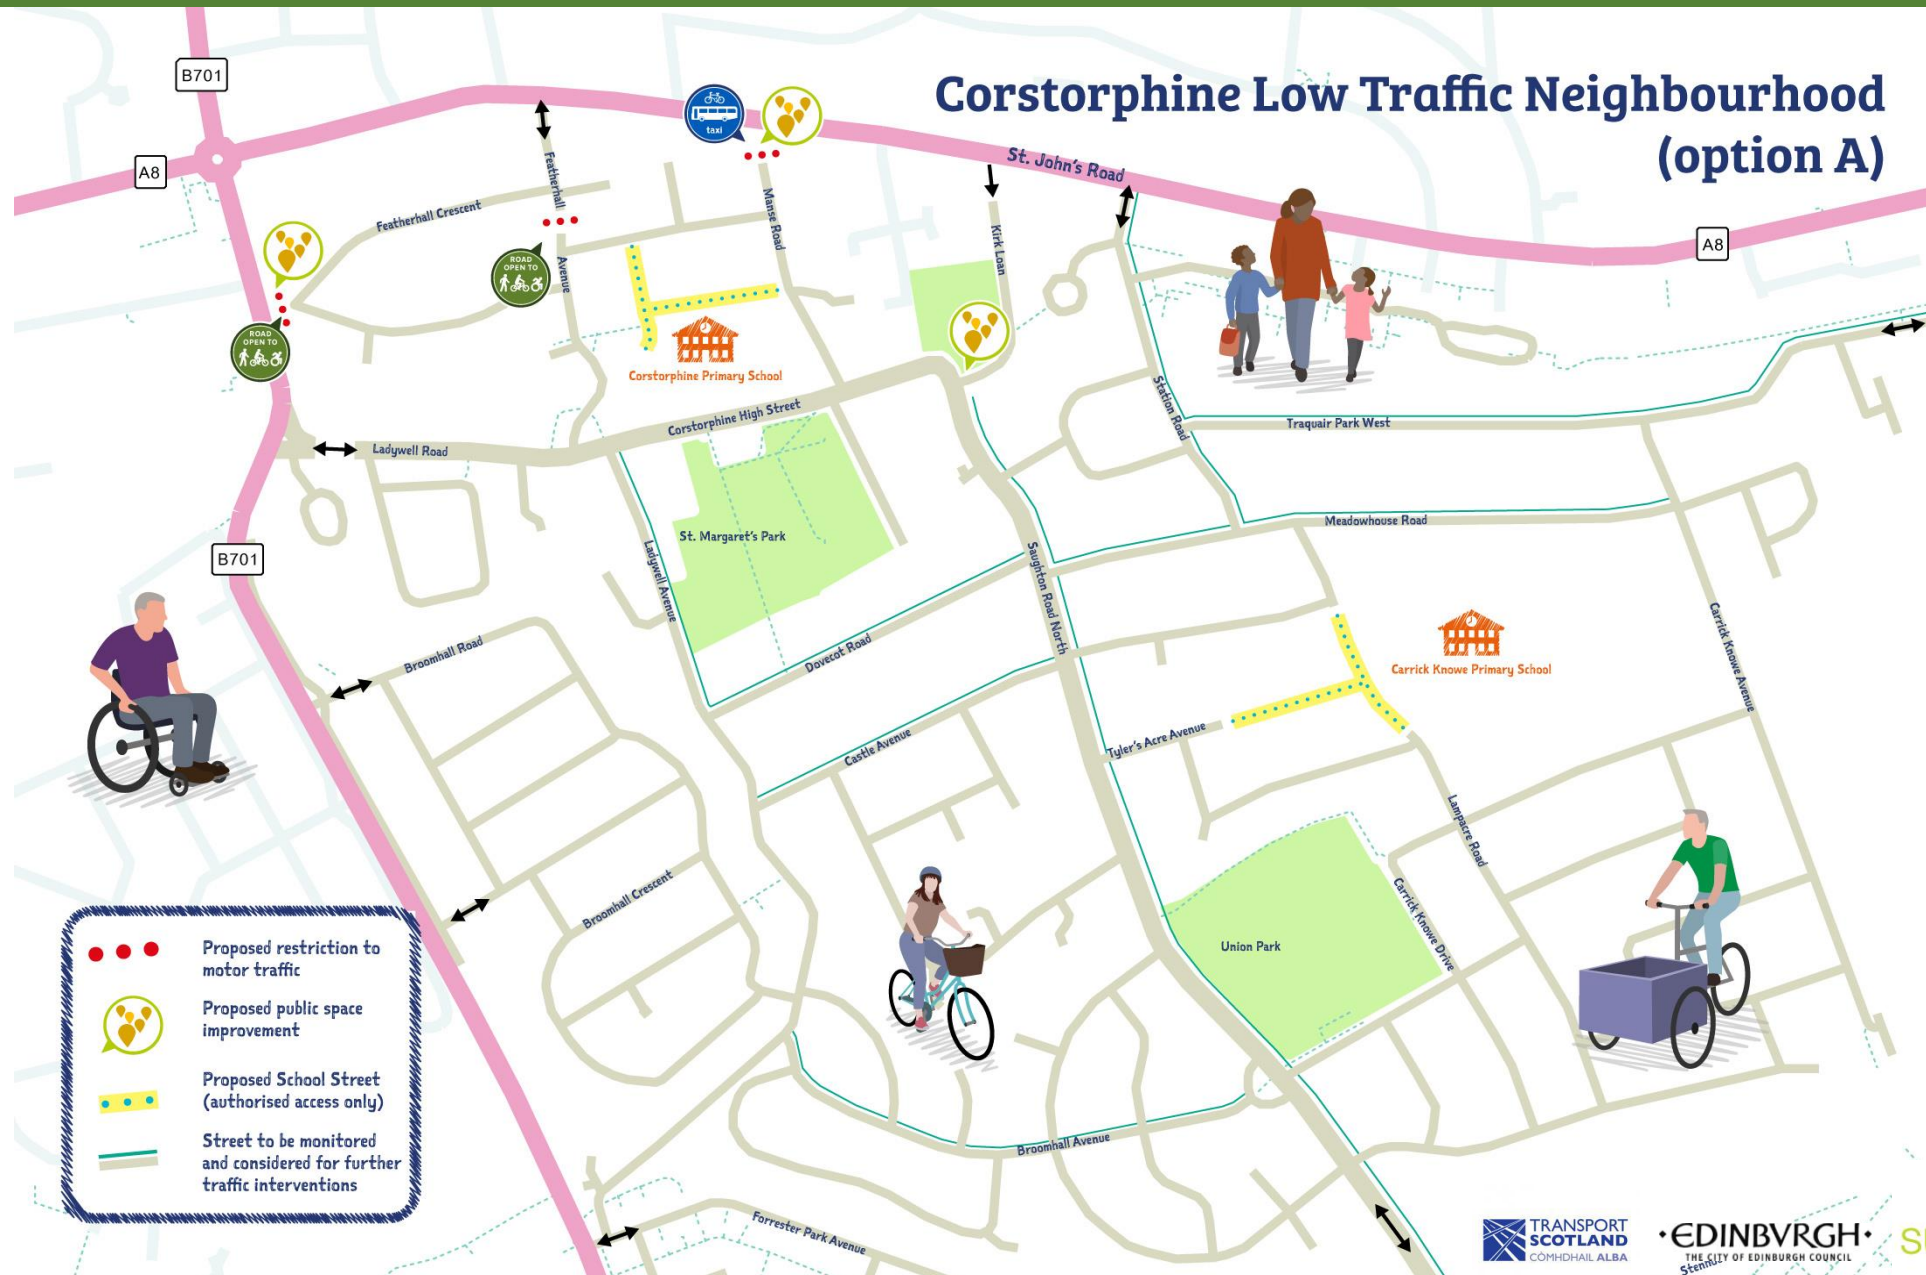 Corstorphine Low Traffic Neighbourhood
(option A)
B701
A8
taxi
St. John's Road
A8
Featherhall
Avenue
Featherhall Crescent
Manse Road
Kirk Loan
ROAD
OPEN TO
ROAD
OPEN TO
Corstorphine Primary School
Corstorphine High Street
Ladywell Road
Station Road
Traquair Park West
Meadowhouse Road
B701
St. Margaret's Park
Ladywell Avenue
Saughton Road North
Dovecot Road
Broomhall Road
Castle Avenue
Tyler's Acre Avenue
Carrick Knowe Primary School
Carrick Knowe Avenue
Lampacre Road
Carrick Knowe Drive
Union Park
Broomhall Crescent
Broomhall Avenue
Forrester Park Avenue
Proposed restriction to
motor traffic
Proposed public space
improvement
Proposed School Street
(authorised access only)
Street to be monitored
and considered for further
traffic interventions
TRANSPORT
SCOTLAND
CÒMHDHAIL ALBA
·EDINBVRGH·
THE CITY OF EDINBURGH COUNCIL